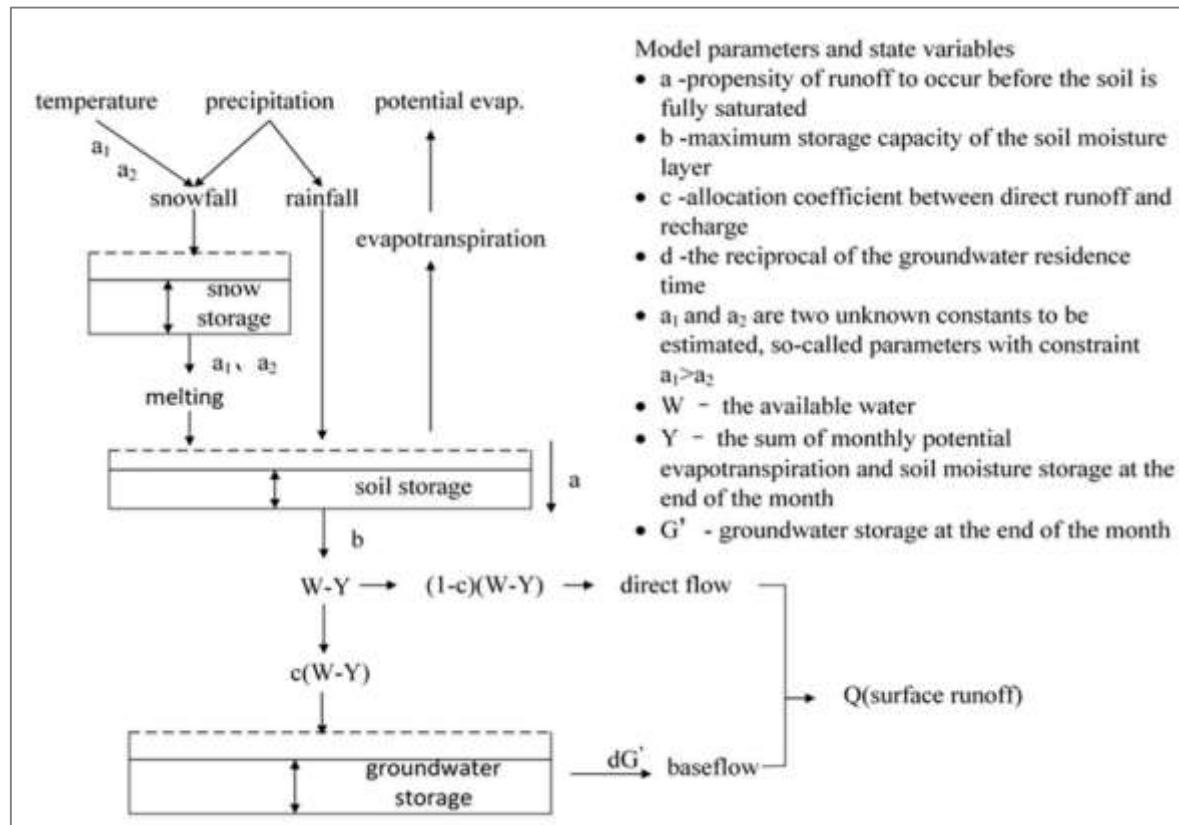 temperature precipitation potential evap.
a₁
a₂
snowfall rainfall
evapotranspiration
snow
storage
a₁、 a₂
melting
soil storage
a
b
W-Y (1-c)(W-Y) direct flow
c(W-Y)
Q(surface runoff)
groundwater
storage
dG' baseflow
Model parameters and state variables
• a -propensity of runoff to occur before the soil is
fully saturated
• b -maximum storage capacity of the soil moisture
layer
• c -allocation coefficient between direct runoff and
recharge
• d -the reciprocal of the groundwater residence
time
• a₁ and a₂ are two unknown constants to be
estimated, so-called parameters with constraint
a₁>a₂
• W – the available water
• Y – the sum of monthly potential
evapotranspiration and soil moisture storage at the
end of the month
• G' - groundwater storage at the end of the month